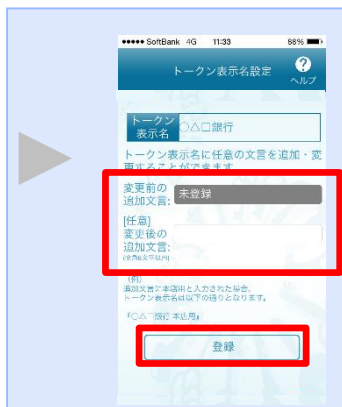 ●●●●● SoftBank 4G 11:33 88%
トークン表示名設定
?
ヘルプ
トークン
表示名
○△□銀行
トークン表示名に任意の文言を追加・変
更することができます。
変更前の
追加文言:
未登録
[任意]
変更後の
追加文言:
(例)
追加文言に本店用と入力された場合、
トークン表示名は以下の通りとなります。
『○△□銀行 本店用』
登録